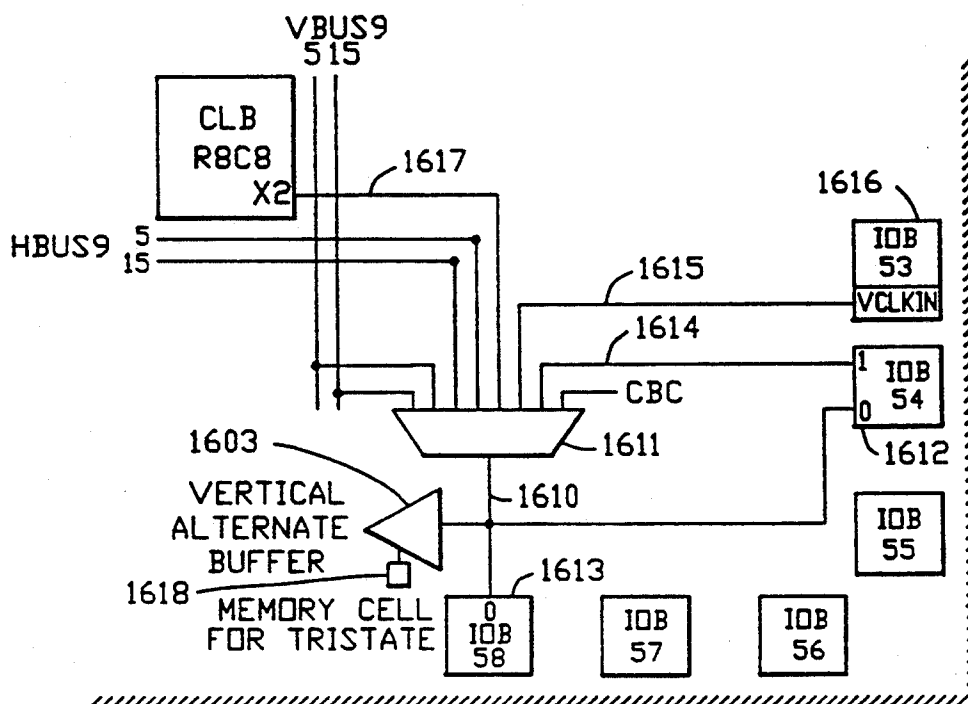 VBUS9
5 15
CLB
R8C8
X2
1617
1616
IOB
53
VCLKIN
HBUS9
5
15
1615
1614
1
IOB
54
0
CBC
1612
1611
1603
1610
VERTICAL
ALTERNATE
BUFFER
IOB
55
1618
1613
MEMORY CELL
FOR TRISTATE
0
IOB
58
IOB
57
IOB
56